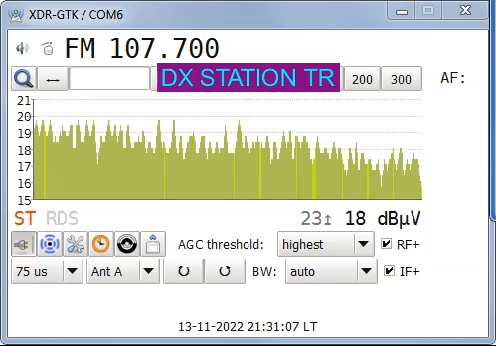 XDR-GTK / COM6
FM 107.700
DX STATION TR
200
300
AF:
21
20
19
18
17
16
15
ST RDS
23↥ 18 dBµV
AGC threshold:
highest
RF+
75 us
Ant A
BW:
auto
IF+
13-11-2022 21:31:07 LT